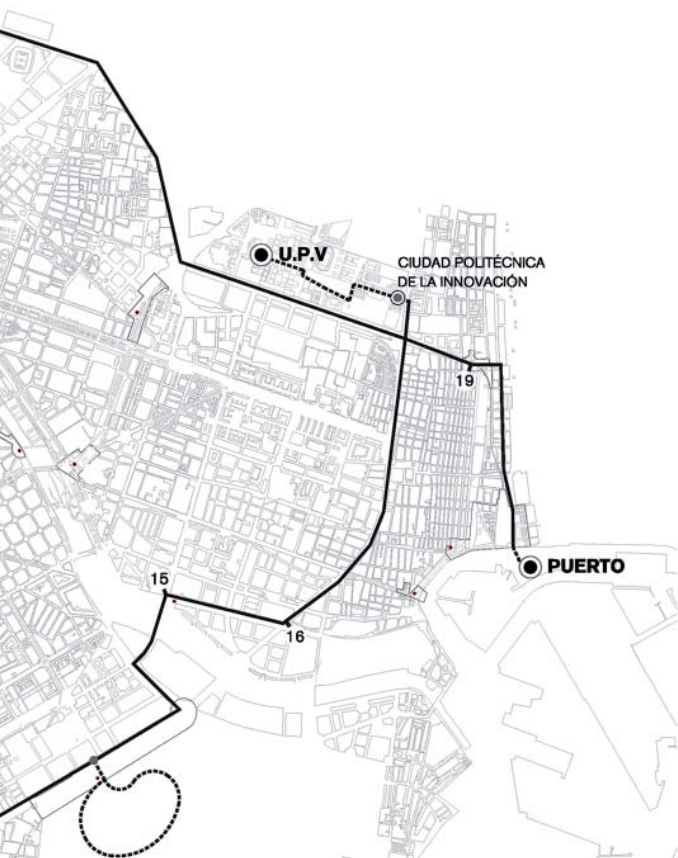 U.P.V
CIUDAD POLITÉCNICA
DE LA INNOVACIÓN
19
PUERTO
15
16